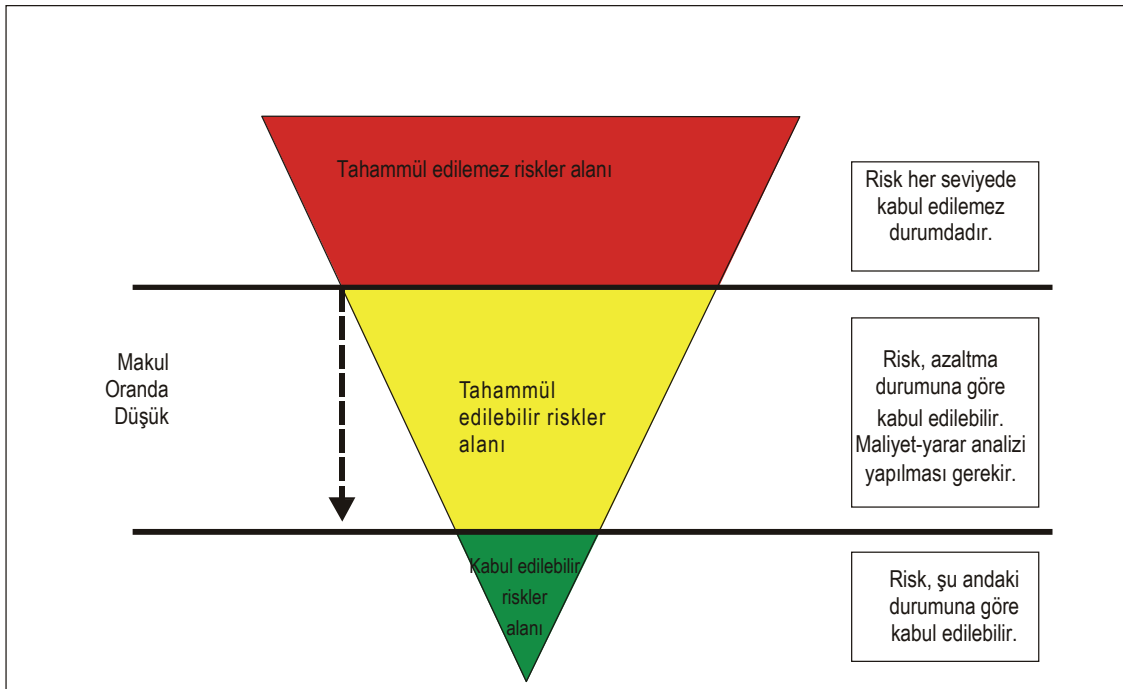 Tahammül edilemez riskler alanı
Risk her seviyede
kabul edilemez
durumdadır.
Makul
Oranda
Düşük
Tahammül
edilebilir riskler
alanı
Risk, azaltma
durumuna göre
kabul edilebilir.
Maliyet-yarar analizi
yapılması gerekir.
Kabul edilebilir
riskler
alanı
Risk, şu andaki
durumuna göre
kabul edilebilir.